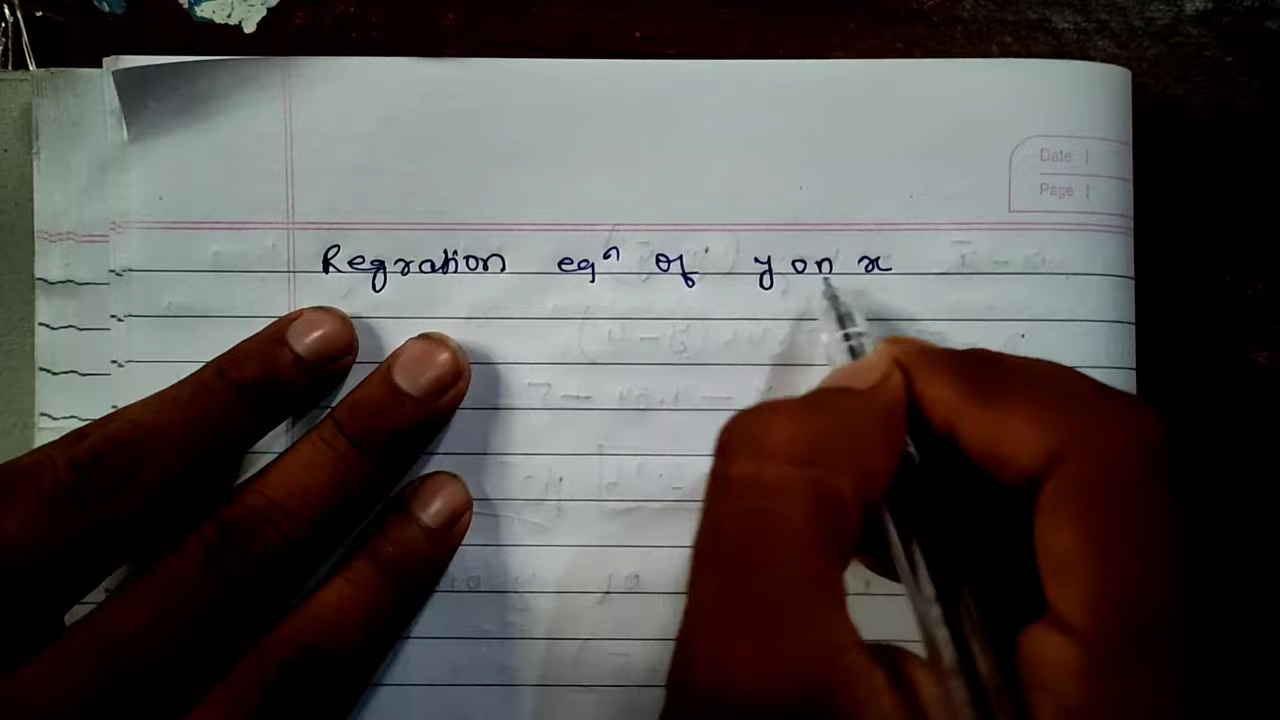 Date
Page
Regration eqⁿ of y on x